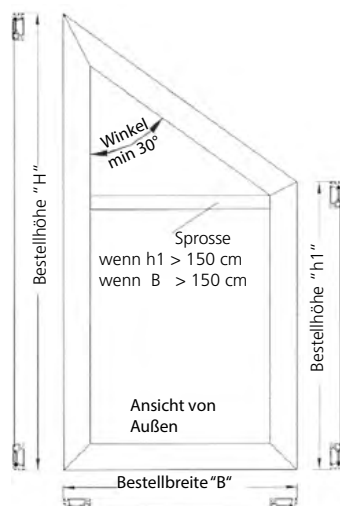 Winkel
min 30°
Bestellhöhe "H"
Sprosse
wenn h1 > 150 cm
wenn B > 150 cm
Bestellhöhe "h1"
Ansicht von
Außen
Bestellbreite "B"